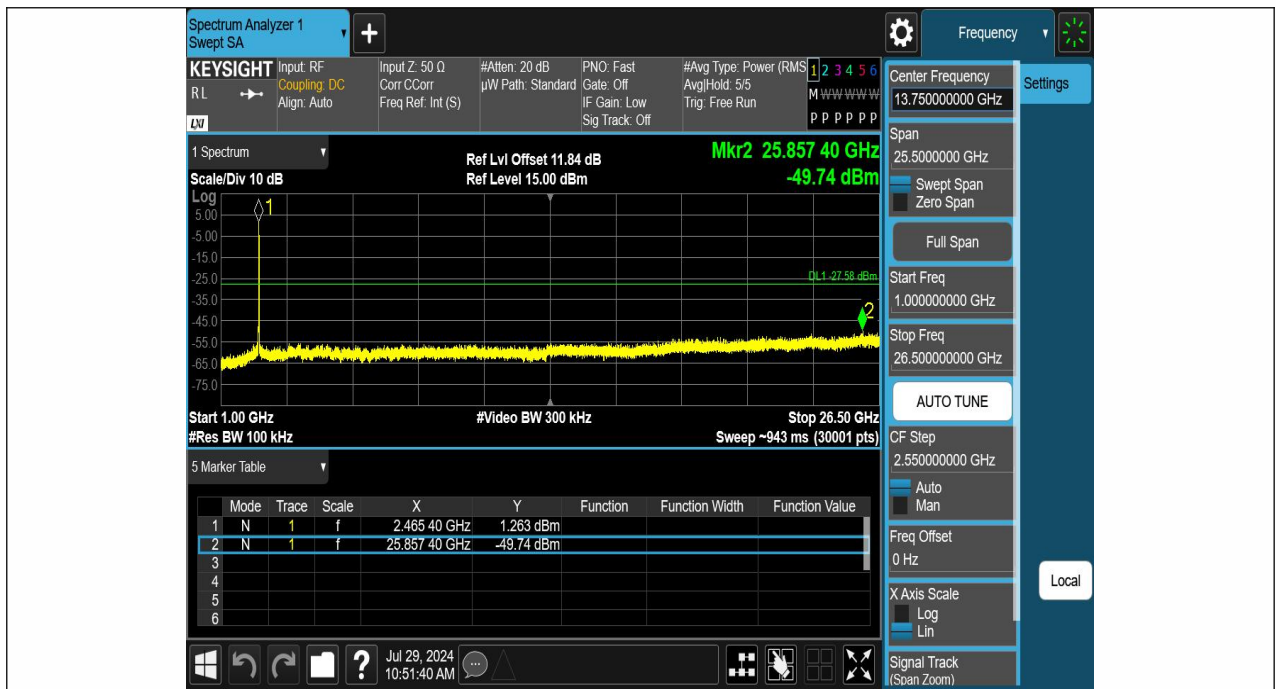 Spectrum Analyzer 1
Swept SA
+
Frequency
KEYSIGHT
RL
LXI
Input: RF
Coupling: DC
Align: Auto
Input Z: 50 Ω
Corr CCorr
Freq Ref: Int (S)
#Atten: 20 dB
µW Path: Standard
PNO: Fast
Gate: Off
IF Gain: Low
Sig Track: Off
#Avg Type: Power (RMS
Avg|Hold: 5/5
Trig: Free Run
1 2 3 4 5 6
M W W W W W
P P P P P P
1 Spectrum
Scale/Div 10 dB
Ref Lvl Offset 11.84 dB
Ref Level 15.00 dBm
Mkr2 25.857 40 GHz
-49.74 dBm
Log
5.00
-5.00
-15.0
-25.0
-35.0
-45.0
-55.0
-65.0
-75.0
1
DL1 -27.58 dBm
2
Start 1.00 GHz
#Video BW 300 kHz
Stop 26.50 GHz
#Res BW 100 kHz
Sweep ~943 ms (30001 pts)
5 Marker Table
Mode Trace Scale X Y Function Function Width Function Value
1 N 1 f 2.465 40 GHz 1.263 dBm
2 N 1 f 25.857 40 GHz -49.74 dBm
3
4
5
6
?
Jul 29, 2024
10:51:40 AM
Center Frequency
13.750000000 GHz
Settings
Span
25.5000000 GHz
Swept Span
Zero Span
Full Span
Start Freq
1.000000000 GHz
Stop Freq
26.500000000 GHz
AUTO TUNE
CF Step
2.550000000 GHz
Auto
Man
Freq Offset
0 Hz
X Axis Scale
Log
Lin
Signal Track
(Span Zoom)
Local